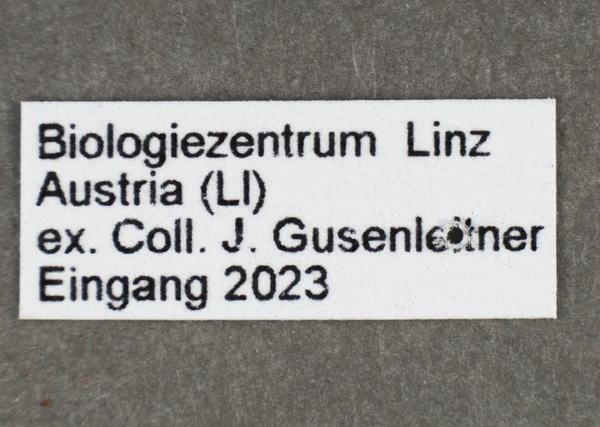 Biologiezentrum Linz
Austria (LI)
ex. Coll. J. Gusenleitner
Eingang 2023